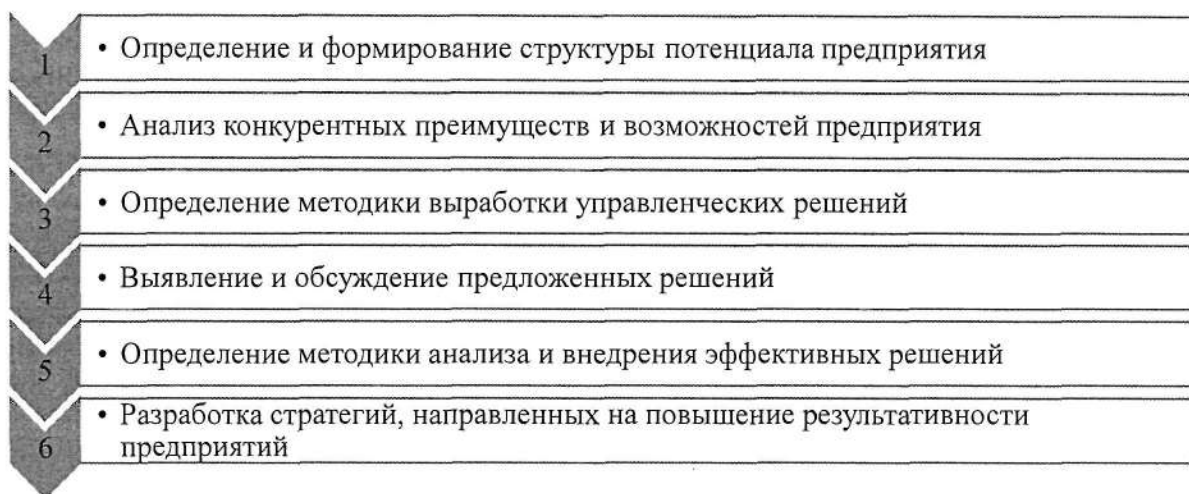 1 • Определение и формирование структуры потенциала предприятия
2 • Анализ конкурентных преимуществ и возможностей предприятия
3 • Определение методики выработки управленческих решений
4 • Выявление и обсуждение предложенных решений
5 • Определение методики анализа и внедрения эффективных решений
6 • Разработка стратегий, направленных на повышение результативности
предприятий